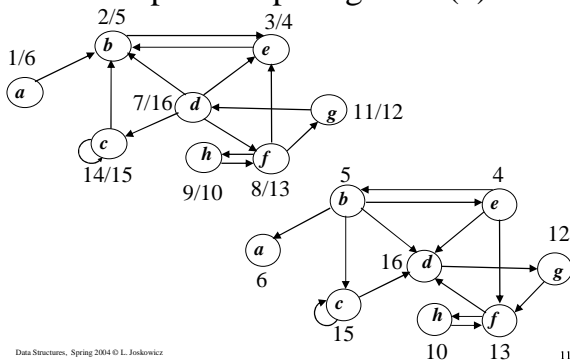 2/5
3/4
b
e
1/6
a
7/16
d
g
11/12
c
h
f
14/15
9/10
8/13
5
4
b
e
12
a
16
d
g
6
c
h
f
15
10
13
Data Structures, Spring 2004 © L. Joskowicz